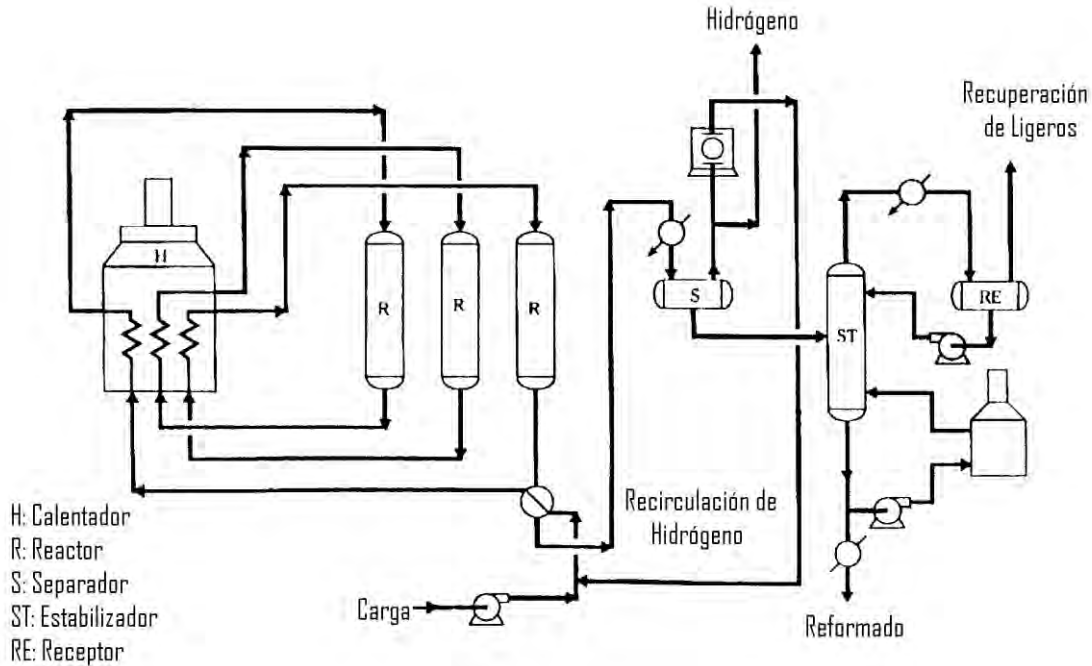 Hidrógeno
Recuperación
de Ligeros
H
R
R
R
S
RE
ST
Recirculación de
Hidrógeno
H: Calentador
R: Reactor
S: Separador
ST: Estabilizador
RE: Receptor
Carga
Reformado